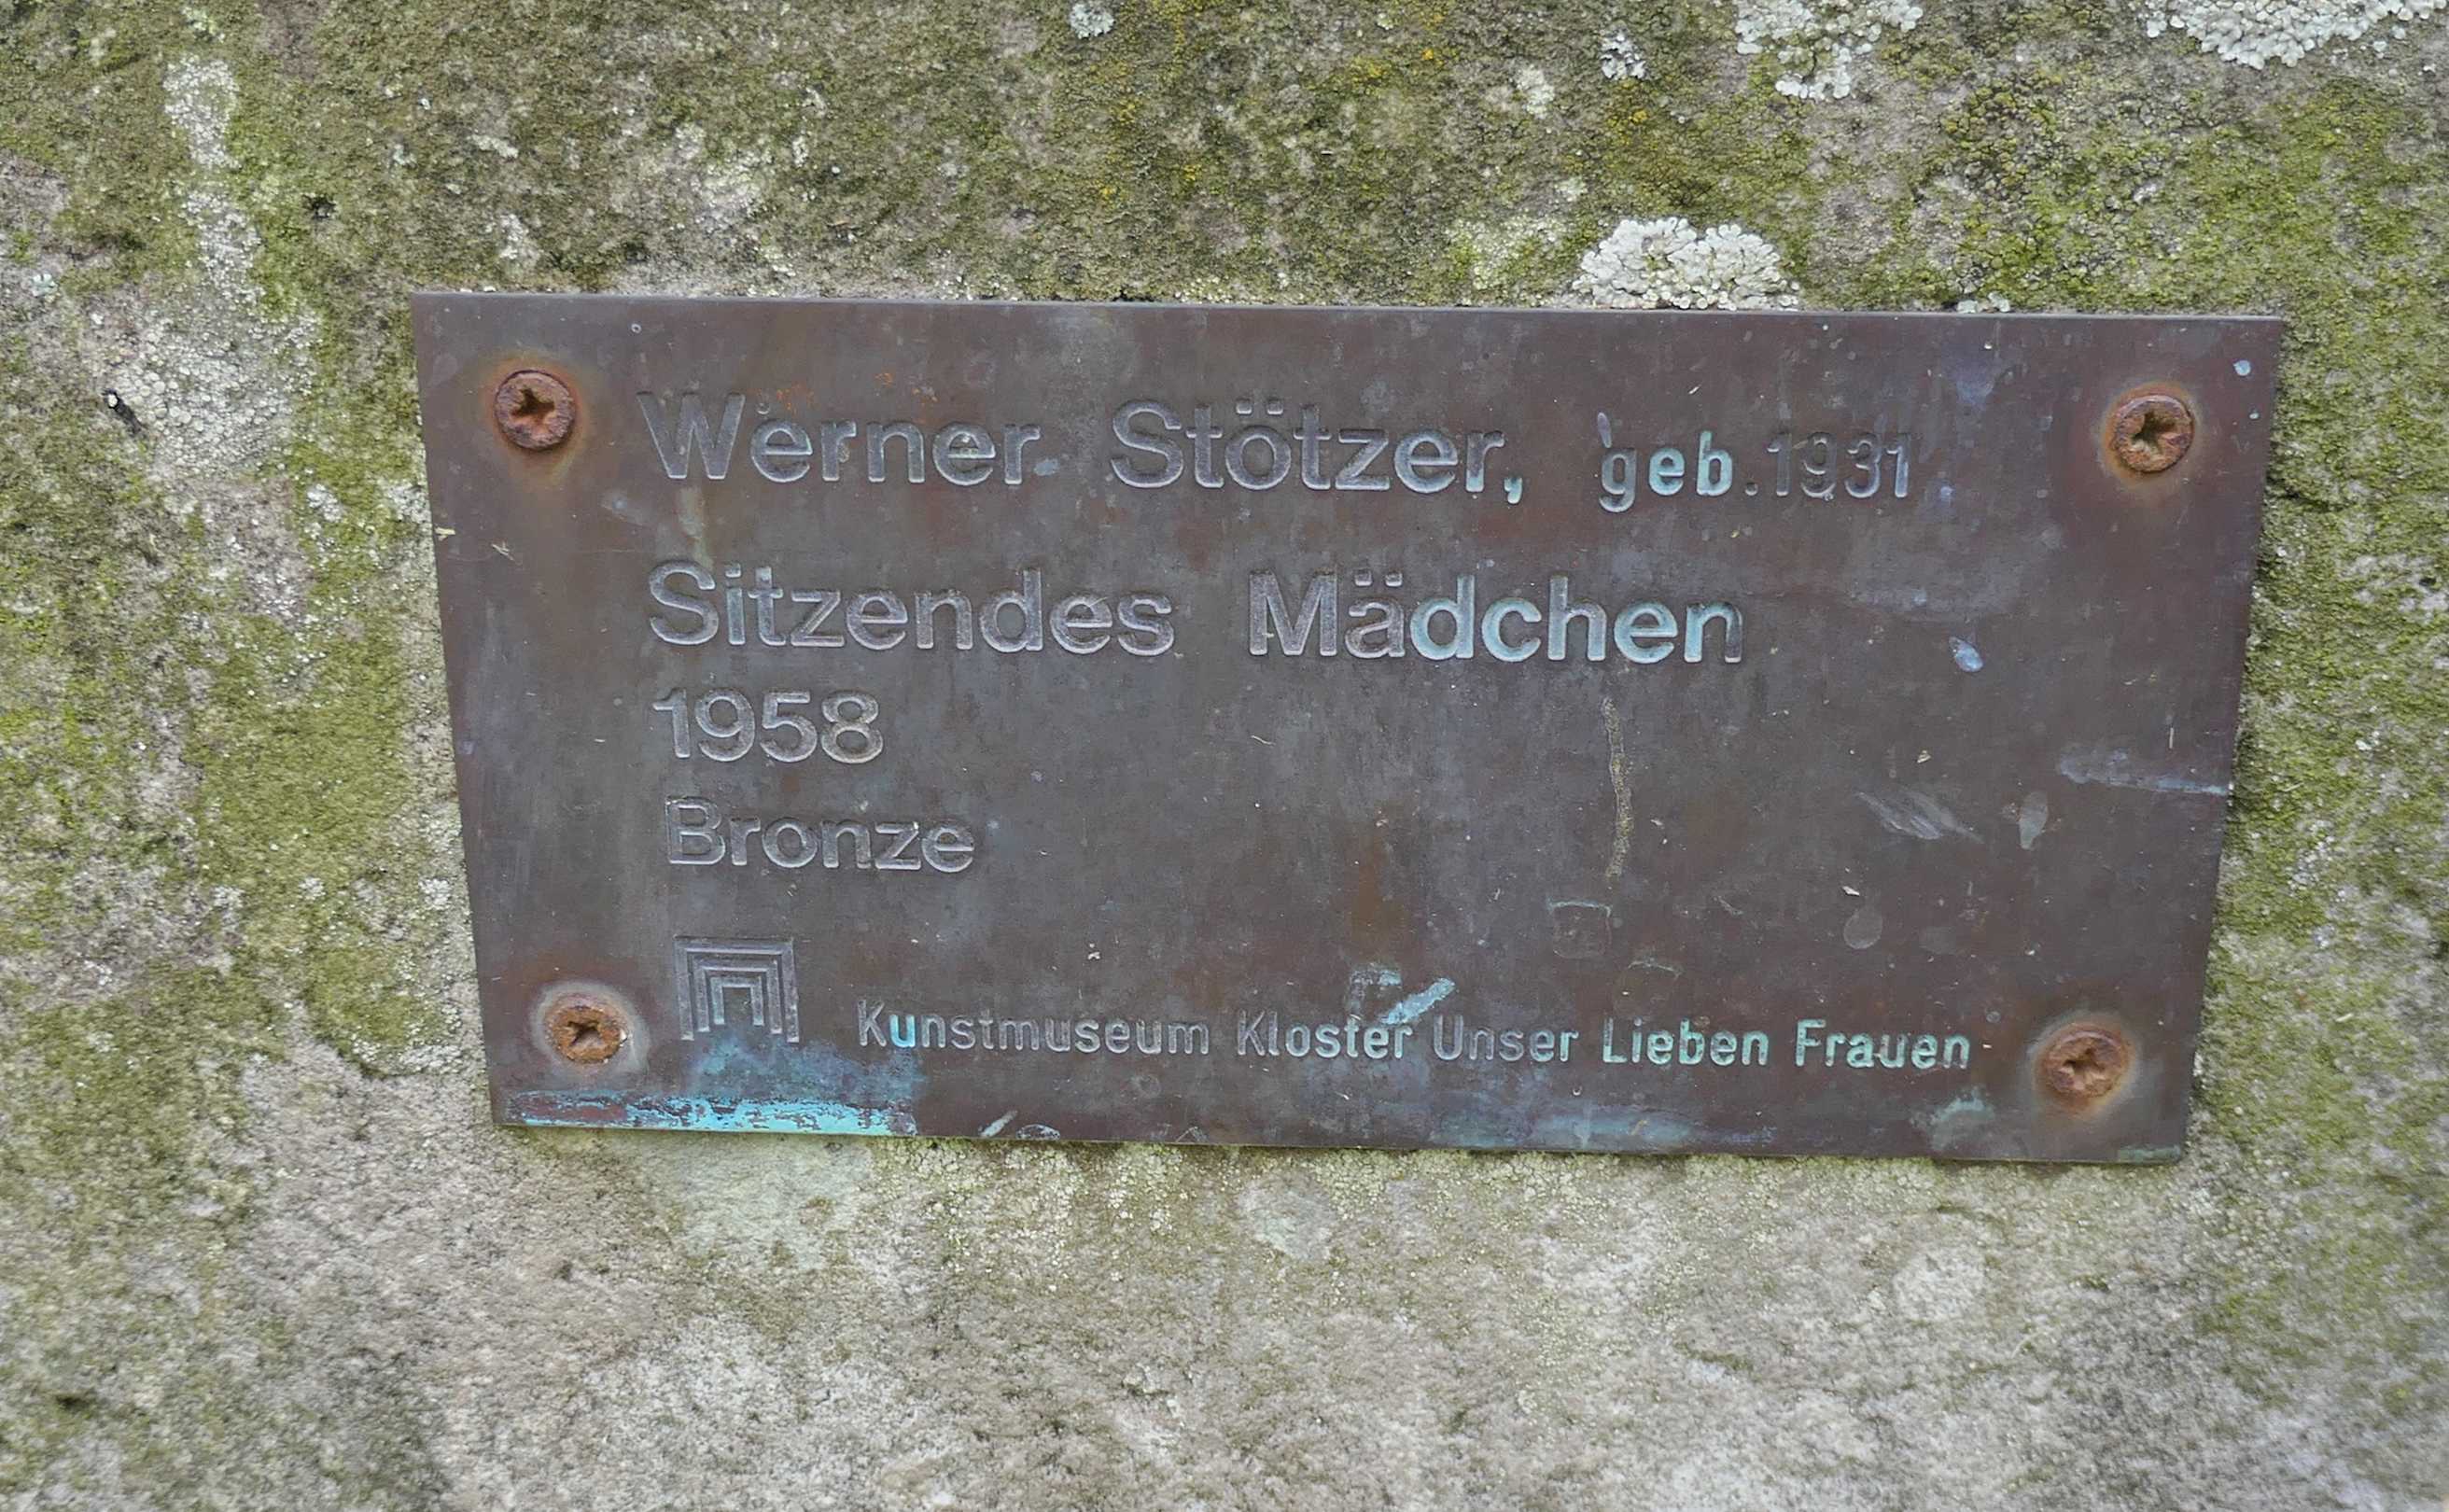 Werner Stötzer, geb. 1931
Sitzendes Mädchen
1958
Bronze
Kunstmuseum Kloster Unser Lieben Frauen